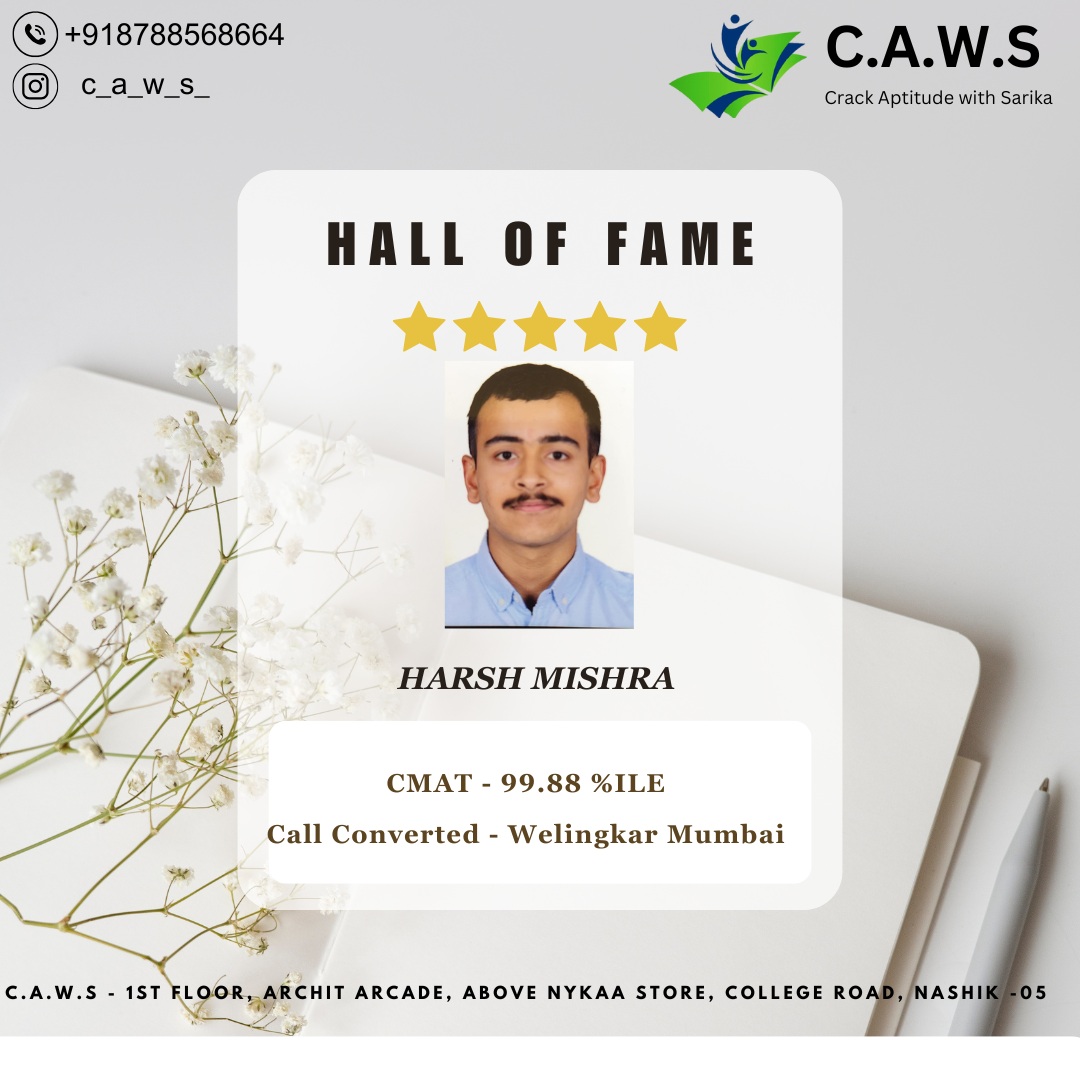 +918788568664
c_a_w_s_
C.A.W.S
Crack Aptitude with Sarika
HALL OF FAME
HARSH MISHRA
CMAT - 99.88 %ILE
Call Converted - Welingkar Mumbai
C.A.W.S - 1ST FLOOR, ARCHIT ARCADE, ABOVE NYKAA STORE, COLLEGE ROAD, NASHIK -05